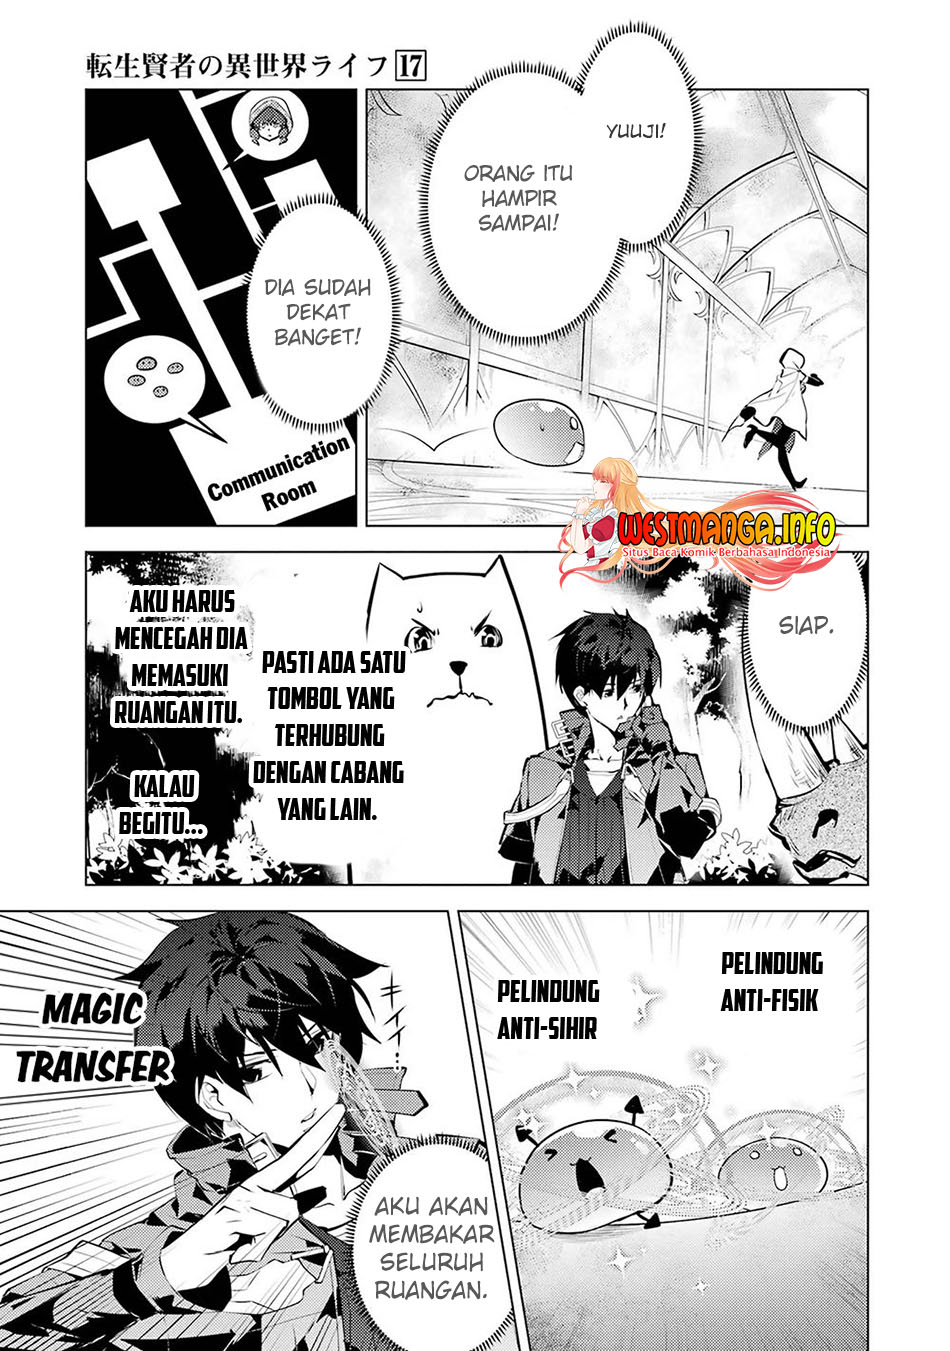 転生賢者の異世界ライフ 17
YUUJI!
ORANG ITU
HAMPIR
SAMPAI!
DIA SUDAH
DEKAT
BANGET!
Communication
Room
WESTMANGA.INFO
Situs Baca Komik Berbahasa Indonesia
SIAP.
PASTI ADA SATU
TOMBOL YANG
TERHUBUNG
DENGAN CABANG
YANG LAIN.
AKU HARUS
MENCEGAH DIA
MEMASUKI
RUANGAN ITU.
KALAU
BEGITU...
PELINDUNG
ANTI-FISIK
PELINDUNG
ANTI-SIHIR
MAGIC
TRANSFER
AKU AKAN
MEMBAKAR
SELURUH
RUANGAN.